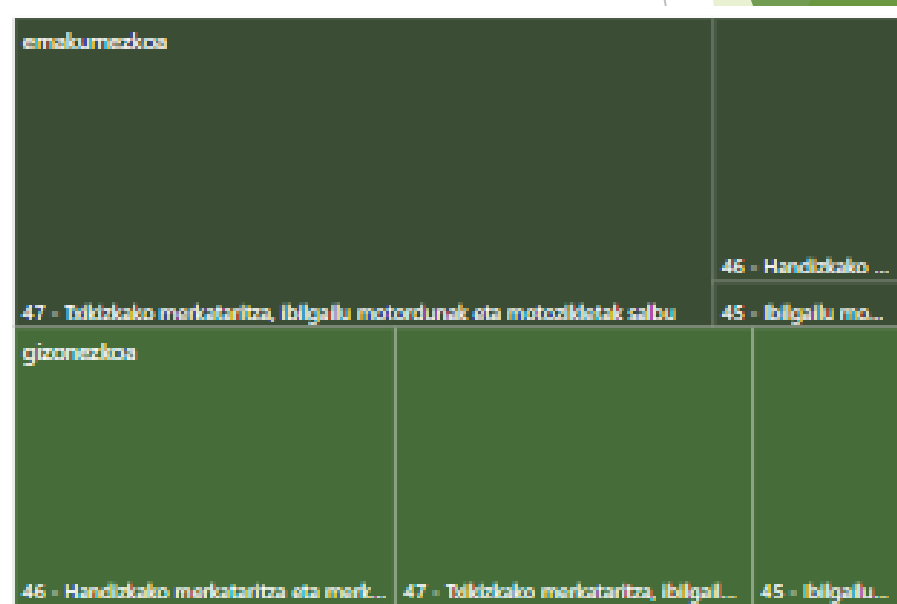 emakumezkoa
46 - Handizkako ...
47 - Txikizkako merkataritza, ibilgailu motordunak eta motozikletak salbu
45 - Ibilgailu mo...
gizonezkoa
46 - Handizkako merkataritza eta merk...
47 - Txikizkako merkataritza, ibilgail...
45 - Ibilgailu...